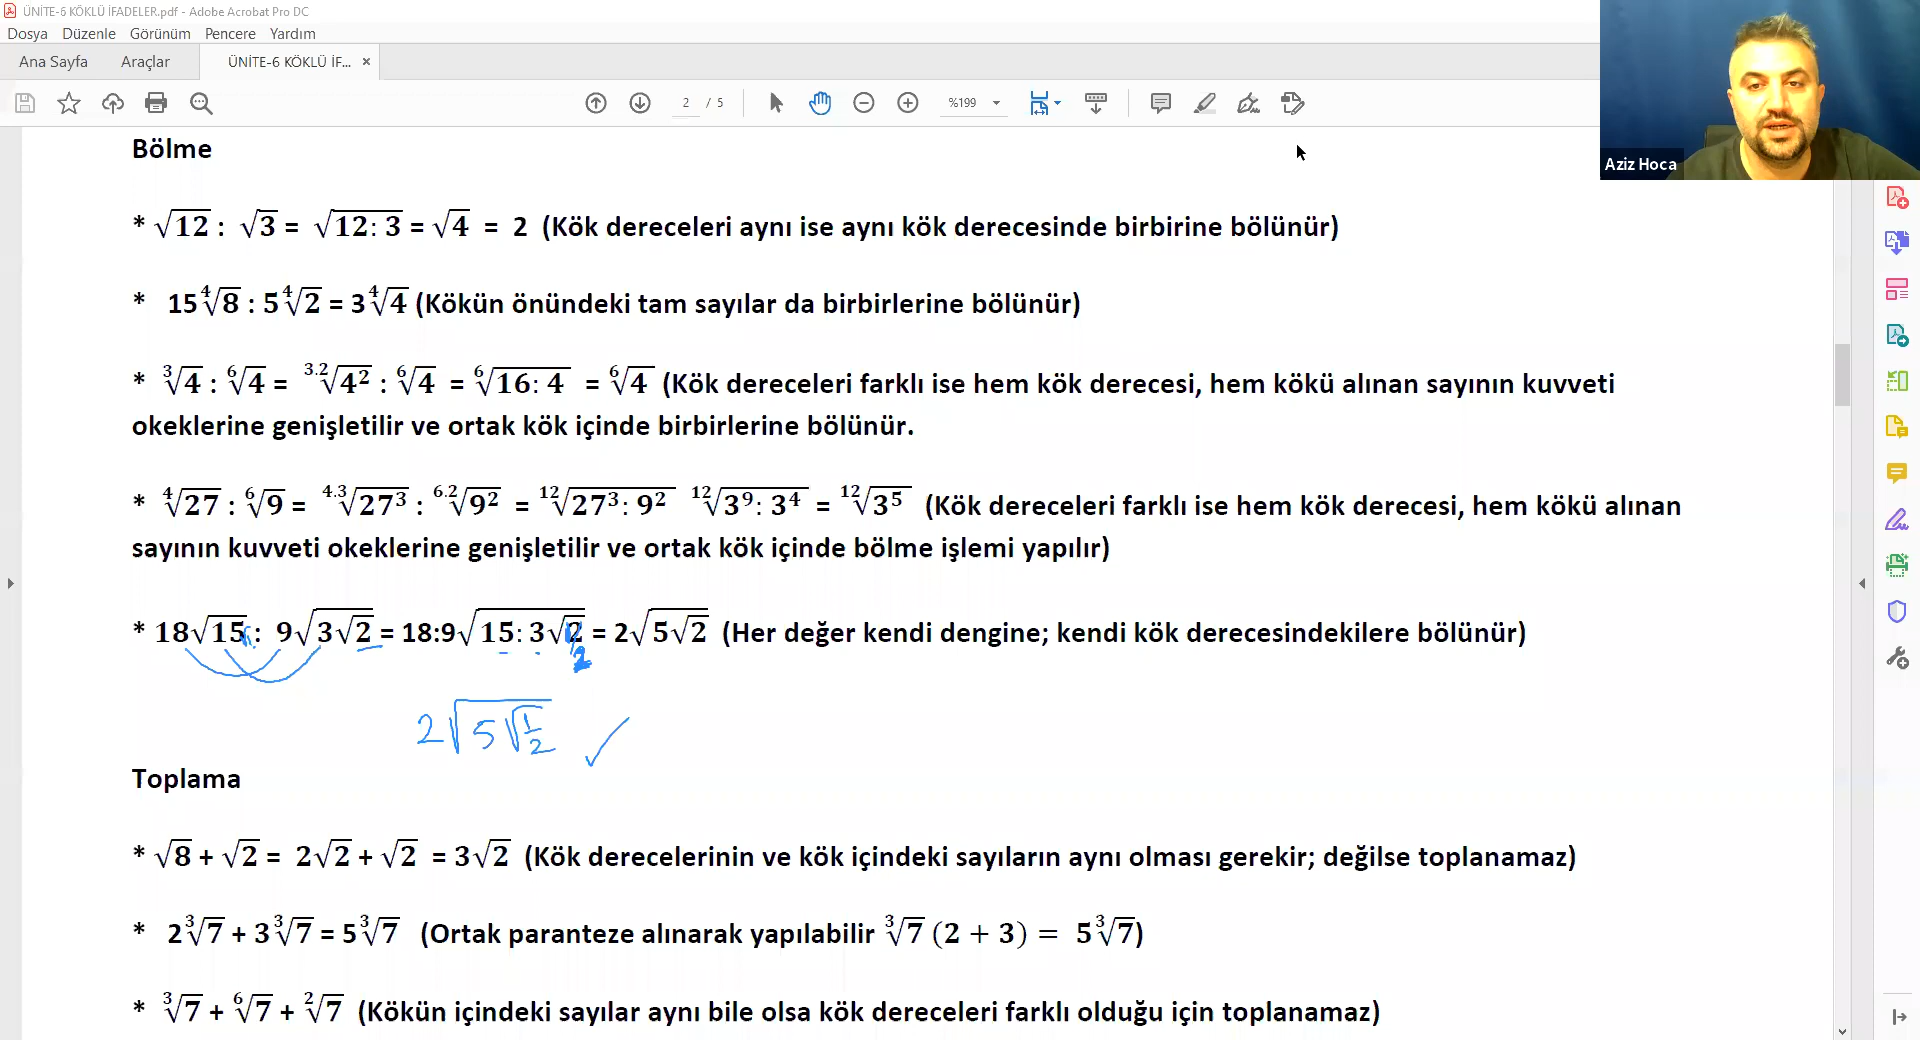 ÜNİTE-6 KÖKLÜ İFADELER.pdf - Adobe Acrobat Pro DC
Dosya Düzenle Görünüm Pencere Yardım
Ana Sayfa Araçlar ÜNİTE-6 KÖKLÜ İF... ×
2 / 5 %199
Aziz Hoca
Bölme
* √12 : √3 = √(12: 3) = √4 = 2 (Kök dereceleri aynı ise aynı kök derecesinde birbirine bölünür)
* 15⁴√8 : 5⁴√2 = 3⁴√4 (Kökün önündeki tam sayılar da birbirlerine bölünür)
* ³√4 : ⁶√4 = ³·²√4² : ⁶√4 = ⁶√(16: 4) = ⁶√4 (Kök dereceleri farklı ise hem kök derecesi, hem kökü alınan sayının kuvveti
okeklerine genişletilir ve ortak kök içinde birbirlerine bölünür.
* ⁴√27 : ⁶√9 = ⁴·³√27³ : ⁶·²√9² = ¹²√(27³: 9²) ¹²√(3⁹: 3⁴) = ¹²√3⁵ (Kök dereceleri farklı ise hem kök derecesi, hem kökü alınan
sayının kuvveti okeklerine genişletilir ve ortak kök içinde bölme işlemi yapılır)
* 18√15 : 9√(3√2) = 18:9√(15: 3√2) = 2√(5√2) (Her değer kendi dengine; kendi kök derecesindekilere bölünür)
2
2√(5√(1/2)) ✓
Toplama
* √8 + √2 = 2√2 + √2 = 3√2 (Kök derecelerinin ve kök içindeki sayıların aynı olması gerekir; değilse toplanamaz)
* 2³√7 + 3³√7 = 5³√7 (Ortak paranteze alınarak yapılabilir ³√7 (2 + 3) = 5³√7)
* ³√7 + ⁶√7 + ²√7 (Kökün içindeki sayılar aynı bile olsa kök dereceleri farklı olduğu için toplanamaz)